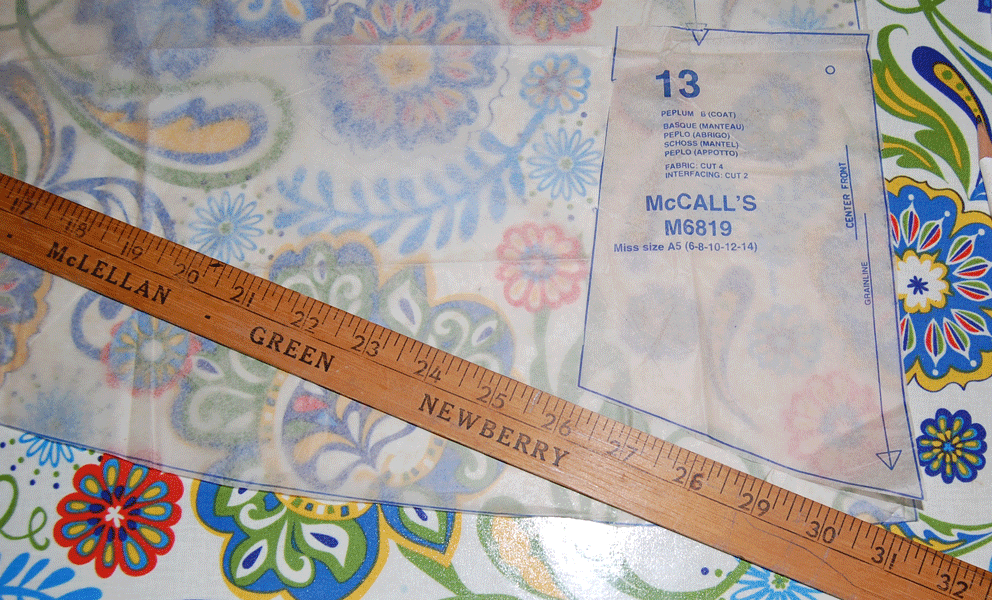 13
PEPLUM 6 (COAT)
BASQUE (MANTEAU)
PEPLO (ABRIGO)
SCHOSS (MANTEL)
PEPLO (APPOTTO)
FABRIC: CUT 4
INTERFACING: CUT 2
McCALL'S
M6819
Miss size A5 (6-8-10-12-14)
CENTER FRONT
GRAINLINE
17 18 19 20 21 22 23 24 25 26 27 28 29 30 31 32
McLELLAN GREEN NEWBERRY